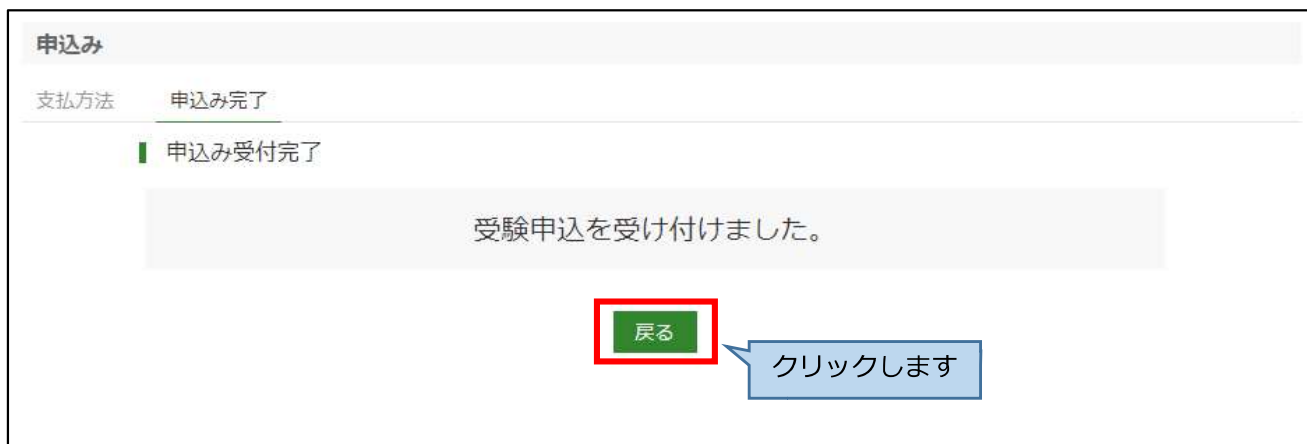 申込み
支払方法 申込み完了
申込み受付完了
受験申込を受け付けました。
戻る
クリックします